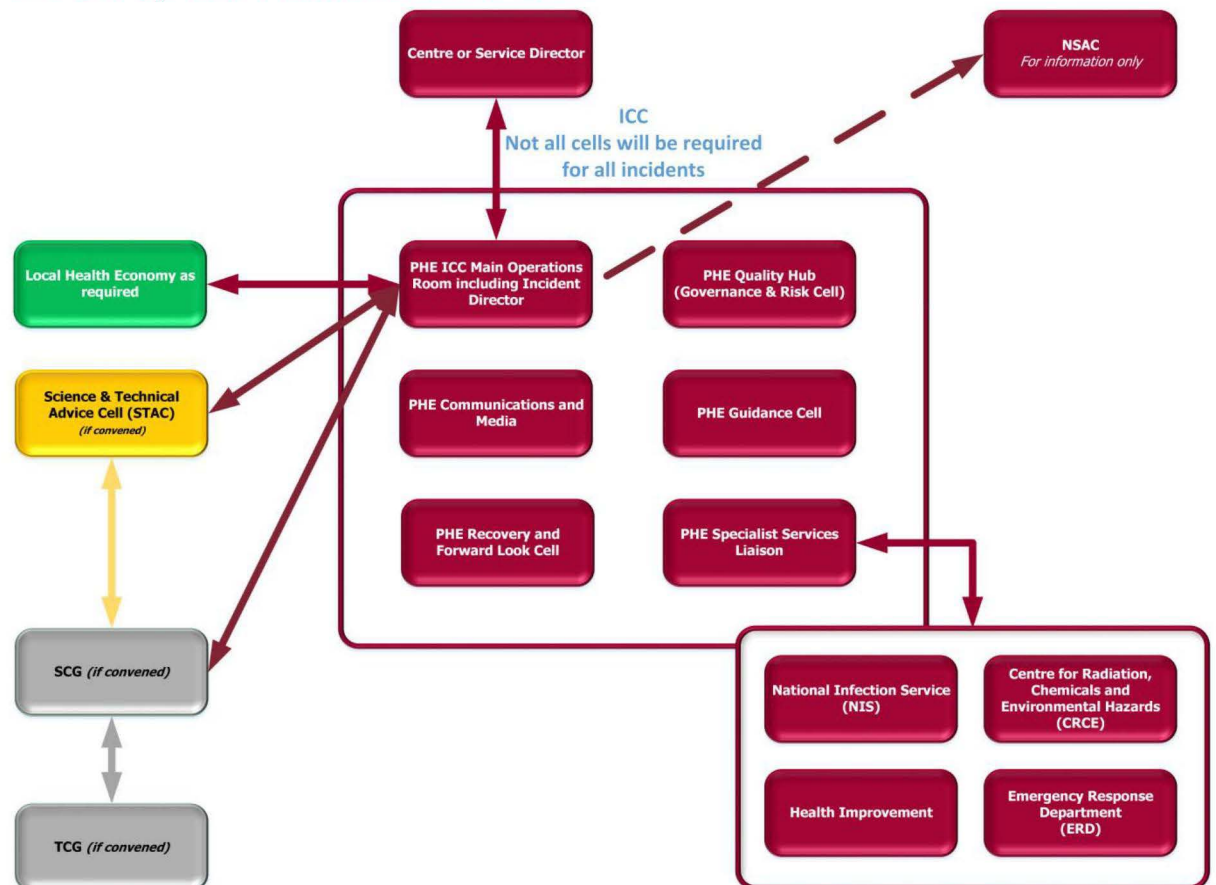 Centre or Service Director
NSAC
For information only
ICC
Not all cells will be required
for all incidents
Local Health Economy as
required
PHE ICC Main Operations
Room including Incident
Director
PHE Quality Hub
(Governance & Risk Cell)
Science & Technical
Advice Cell (STAC)
(if convened)
PHE Communications and
Media
PHE Guidance Cell
PHE Recovery and
Forward Look Cell
PHE Specialist Services
Liaison
SCG (if convened)
National Infection Service
(NIS)
Centre for Radiation,
Chemicals and
Environmental Hazards
(CRCE)
TCG (if convened)
Health Improvement
Emergency Response
Department
(ERD)